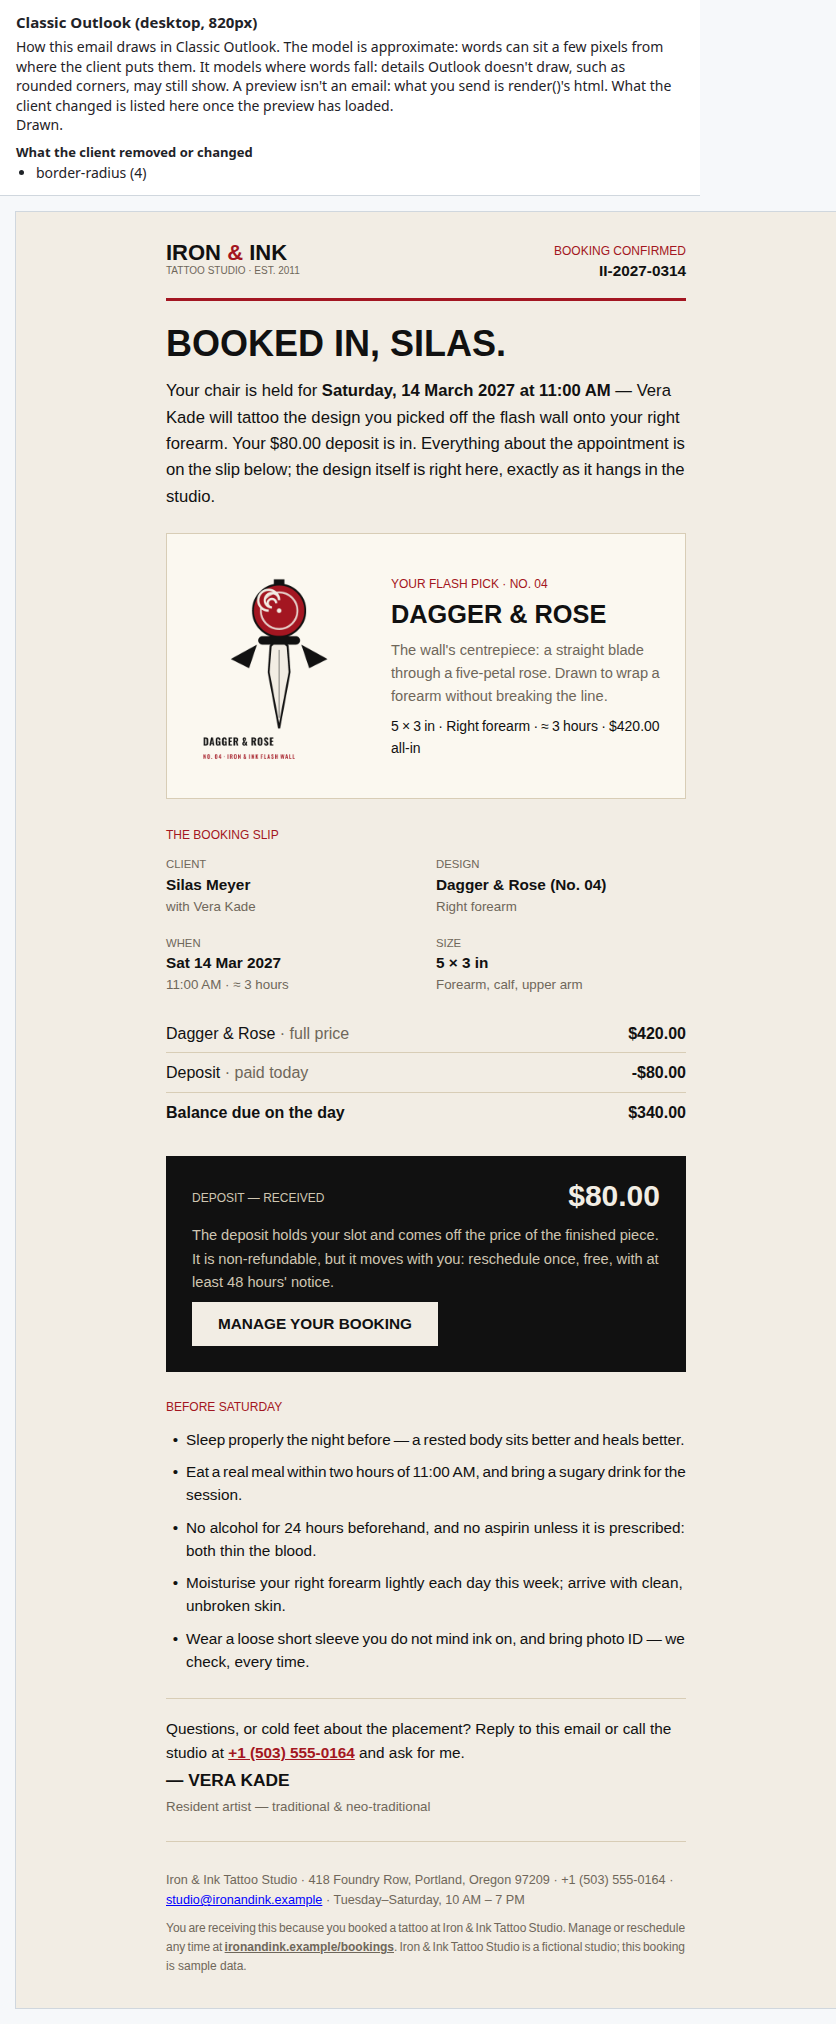 Classic Outlook (desktop, 820px)
How this email draws in Classic Outlook. The model is approximate: words can sit a few pixels from
where the client puts them. It models where words fall: details Outlook doesn't draw, such as
rounded corners, may still show. A preview isn't an email: what you send is render()'s html. What the
client changed is listed here once the preview has loaded.
Drawn.
What the client removed or changed
• border-radius (4)
IRON & INK
TATTOO STUDIO · EST. 2011
BOOKING CONFIRMED
II-2027-0314
BOOKED IN, SILAS.
Your chair is held for Saturday, 14 March 2027 at 11:00 AM — Vera
Kade will tattoo the design you picked off the flash wall onto your right
forearm. Your $80.00 deposit is in. Everything about the appointment is
on the slip below; the design itself is right here, exactly as it hangs in the
studio.
DAGGER & ROSE
NO. 04 · IRON & INK FLASH WALL
YOUR FLASH PICK · NO. 04
DAGGER & ROSE
The wall's centrepiece: a straight blade
through a five-petal rose. Drawn to wrap a
forearm without breaking the line.
5 × 3 in · Right forearm · ≈ 3 hours · $420.00
all-in
THE BOOKING SLIP
CLIENT
Silas Meyer
with Vera Kade
DESIGN
Dagger & Rose (No. 04)
Right forearm
WHEN
Sat 14 Mar 2027
11:00 AM · ≈ 3 hours
SIZE
5 × 3 in
Forearm, calf, upper arm
Dagger & Rose · full price $420.00
Deposit · paid today -$80.00
Balance due on the day $340.00
DEPOSIT — RECEIVED $80.00
The deposit holds your slot and comes off the price of the finished piece.
It is non-refundable, but it moves with you: reschedule once, free, with at
least 48 hours' notice.
MANAGE YOUR BOOKING
BEFORE SATURDAY
• Sleep properly the night before — a rested body sits better and heals better.
• Eat a real meal within two hours of 11:00 AM, and bring a sugary drink for the
session.
• No alcohol for 24 hours beforehand, and no aspirin unless it is prescribed:
both thin the blood.
• Moisturise your right forearm lightly each day this week; arrive with clean,
unbroken skin.
• Wear a loose short sleeve you do not mind ink on, and bring photo ID — we
check, every time.
Questions, or cold feet about the placement? Reply to this email or call the
studio at +1 (503) 555-0164 and ask for me.
— VERA KADE
Resident artist — traditional & neo-traditional
Iron & Ink Tattoo Studio · 418 Foundry Row, Portland, Oregon 97209 · +1 (503) 555-0164 ·
studio@ironandink.example · Tuesday–Saturday, 10 AM – 7 PM
You are receiving this because you booked a tattoo at Iron & Ink Tattoo Studio. Manage or reschedule
any time at ironandink.example/bookings. Iron & Ink Tattoo Studio is a fictional studio; this booking
is sample data.